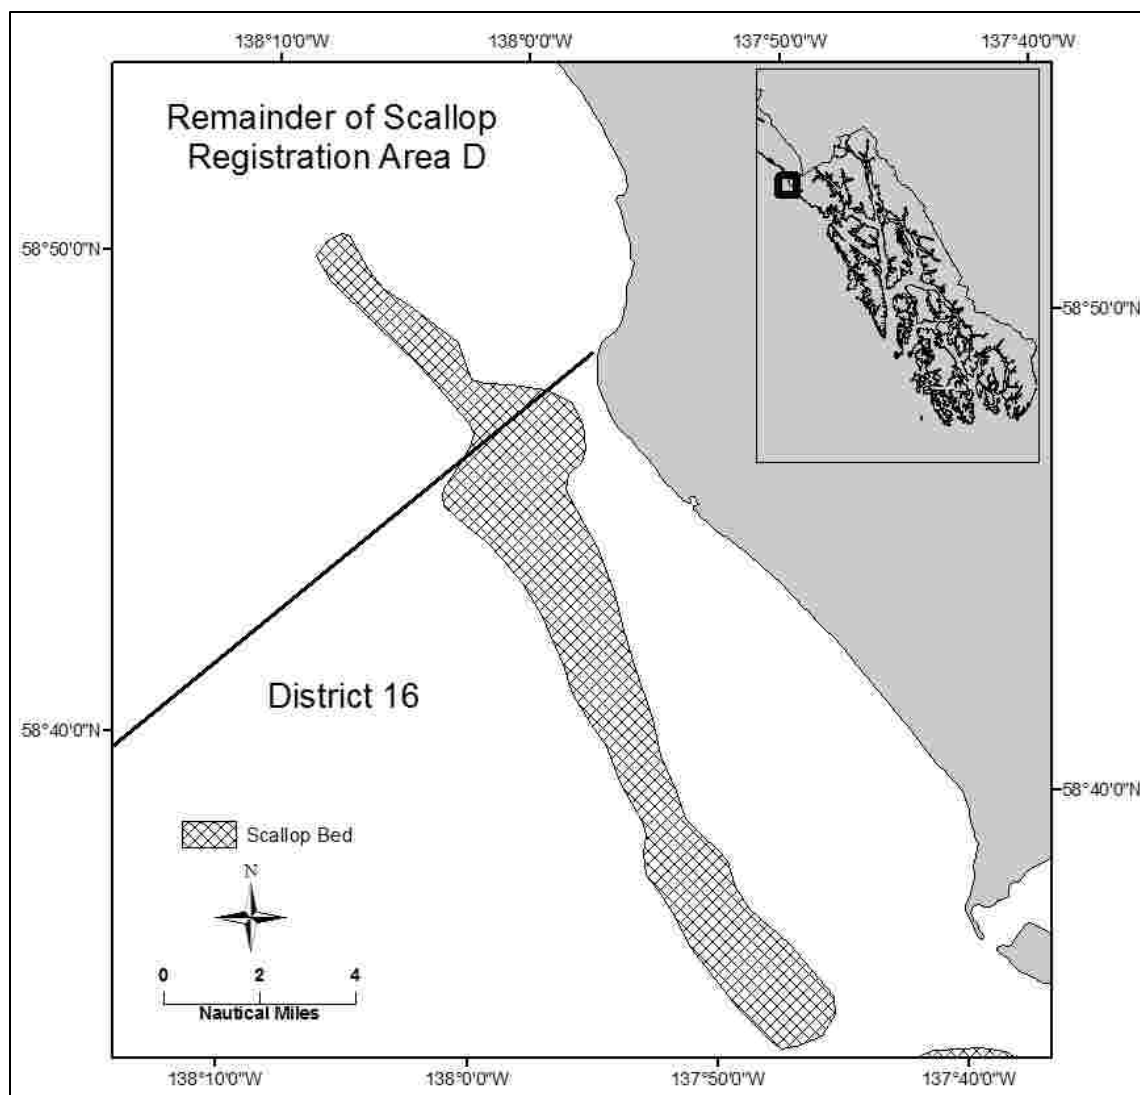 138°10'0"W 138°0'0"W 137°50'0"W 137°40'0"W
Remainder of Scallop
Registration Area D
58°50'0"N
58°50'0"N
District 16
58°40'0"N
58°40'0"N
Scallop Bed
N
0 2 4
Nautical Miles
138°10'0"W 138°0'0"W 137°50'0"W 137°40'0"W